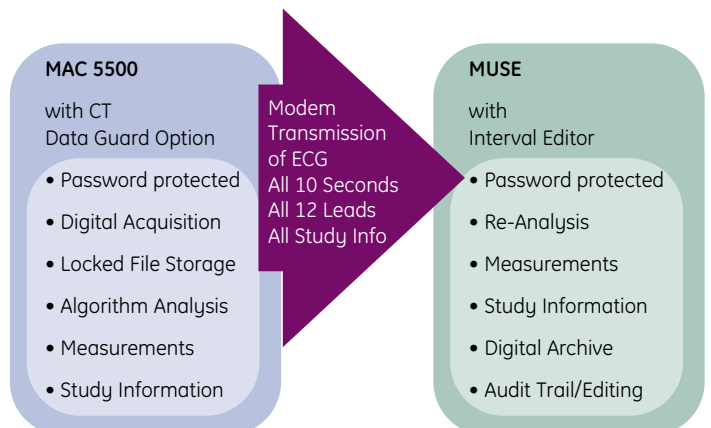 MAC 5500
with CT
Data Guard Option
• Password protected
• Digital Acquisition
• Locked File Storage
• Algorithm Analysis
• Measurements
• Study Information
Modem
Transmission
of ECG
All 10 Seconds
All 12 Leads
All Study Info
MUSE
with
Interval Editor
• Password protected
• Re-Analysis
• Measurements
• Study Information
• Digital Archive
• Audit Trail/Editing